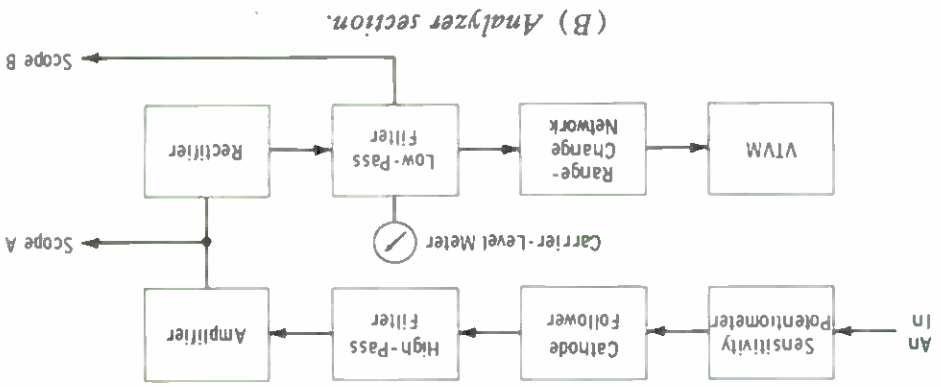 An
In
Sensitivity
Potentiometer
Cathode
Follower
High-Pass
Filter
Amplifier
Carrier-Level Meter
Scope A
VTVM
Range-
Change
Network
Low-Pass
Filter
Rectifier
Scope B
(B) Analyzer section.